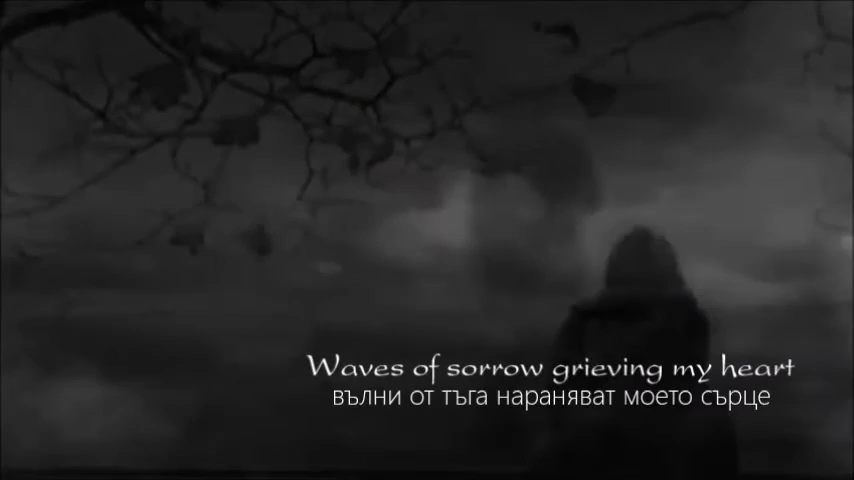 Waves of sorrow grieving my heart
вълни от тъга нараняват моето сърце